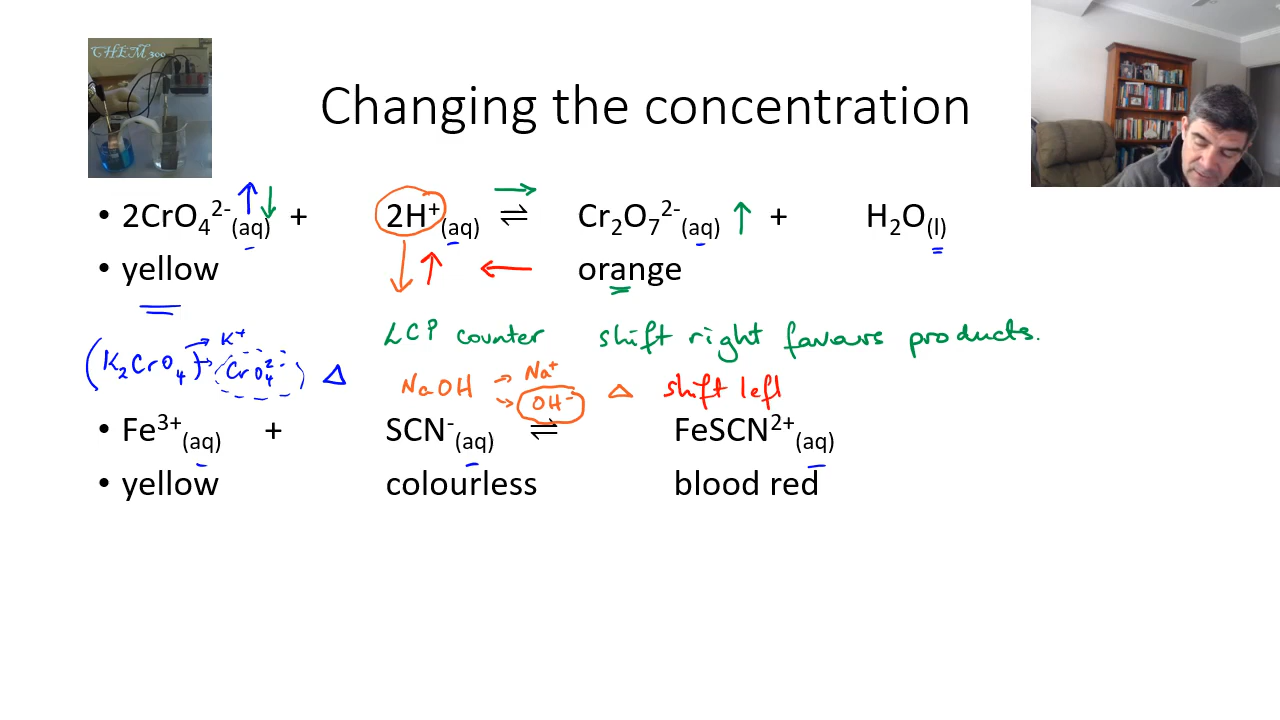 CHEM300
Changing the concentration
• 2CrO₄²⁻(aq) + 2H⁺(aq) ⇌ Cr₂O₇²⁻(aq) + H₂O(l)
• yellow orange
LCP counter shift right favours products.
(K₂CrO₄) → K⁺
→ CrO₄²⁻ Δ
NaOH → Na⁺
→ OH⁻ Δ shift left
• Fe³⁺(aq) + SCN⁻(aq) ⇌ FeSCN²⁺(aq)
• yellow colourless blood red